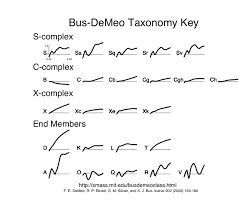 Bus-DeMeo Taxonomy Key
S-complex
S Sa Sq Sr Sv
C-complex
B C Cb Cg Cgh Ch
X-complex
X Xc Xe Xk
End Members
D K L T
A O Q R V
http://smass.mit.edu/busdemeoclass.html
F. E. DeMeo, R. P. Binzel, S. M. Slivan, and S. J. Bus. Icarus 202 (2009) 160-180